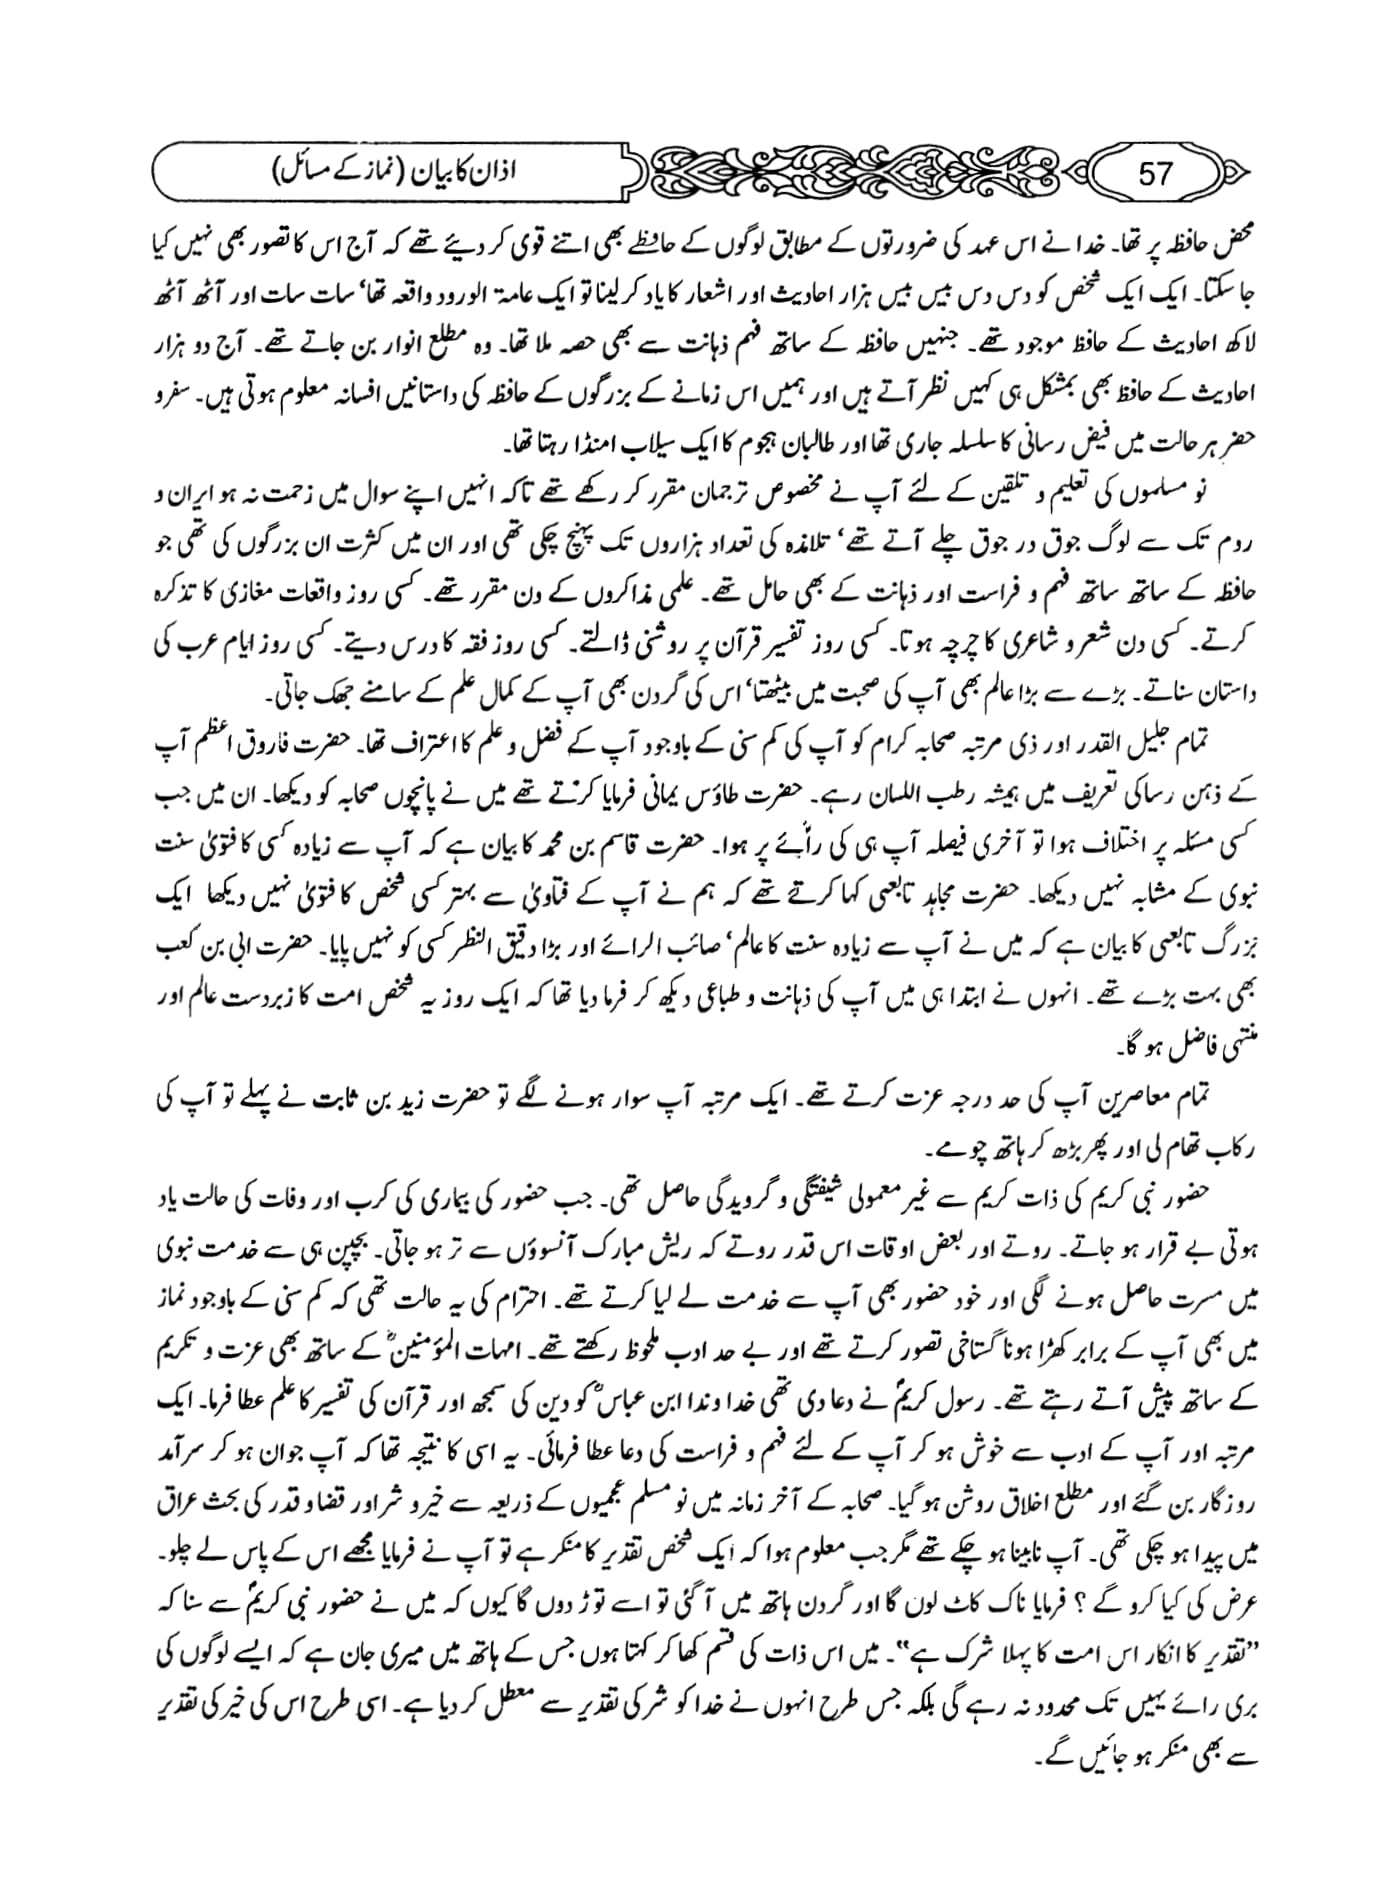 57
اذان کا بیان (نماز کے مسائل)
محض حافظہ پر تھا۔ خدا نے اس عہد کی ضرورتوں کے مطابق لوگوں کے حافظے بھی اتنے قوی کر دیئے تھے کہ آج اس کا تصور بھی نہیں کیا
جا سکتا۔ ایک ایک شخص کو دس دس بیس بیس ہزار احادیث اور اشعار کا یاد کر لینا تو ایک عامۃ الورود واقعہ تھا، سات سات اور آٹھ آٹھ
لاکھ احادیث کے حافظ موجود تھے۔ جنہیں حافظہ کے ساتھ فہم ذہانت سے بھی حصہ ملا تھا۔ وہ مطلع انوار بن جاتے تھے۔ آج دو ہزار
احادیث کے حافظ بھی بمشکل ہی کہیں نظر آتے ہیں اور ہمیں اس زمانے کے بزرگوں کے حافظہ کی داستانیں افسانہ معلوم ہوتی ہیں۔ سفر و
حضر ہر حالت میں فیض رسانی کا سلسلہ جاری تھا اور طالبان ہجوم کا ایک سیلاب امنڈا رہتا تھا۔
نو مسلموں کی تعلیم و تلقین کے لئے آپ نے مخصوص ترجمان مقرر کر رکھے تھے تاکہ انہیں اپنے سوال میں زحمت نہ ہو ایران و
روم تک سے لوگ جوق در جوق چلے آتے تھے، تلامذہ کی تعداد ہزاروں تک پہنچ چکی تھی اور ان میں کثرت ان بزرگوں کی تھی جو
حافظہ کے ساتھ ساتھ فہم و فراست اور ذہانت کے بھی حامل تھے۔ علمی مذاکروں کے دن مقرر تھے۔ کسی روز واقعات مغازی کا تذکرہ
کرتے۔ کسی دن شعر و شاعری کا چرچہ ہوتا۔ کسی روز تفسیر قرآن پر روشنی ڈالتے۔ کسی روز فقہ کا درس دیتے۔ کسی روز ایام عرب کی
داستان سناتے۔ بڑے سے بڑا عالم بھی آپ کی صحبت میں بیٹھتا، اس کی گردن بھی آپ کے کمال علم کے سامنے جھک جاتی۔
تمام جلیل القدر اور ذی مرتبہ صحابہ کرام کو آپ کی کم سنی کے باوجود آپ کے فضل و علم کا اعتراف تھا۔ حضرت فاروق اعظم آپ
کے ذہن رسا کی تعریف میں ہمیشہ رطب اللسان رہے۔ حضرت طاؤس یمانی فرمایا کرتے تھے میں نے پانچوں صحابہ کو دیکھا۔ ان میں جب
کسی مسئلہ پر اختلاف ہوا تو آخری فیصلہ آپ ہی کی رائے پر ہوا۔ حضرت قاسم بن محمد کا بیان ہے کہ آپ سے زیادہ کسی کا فتویٰ سنت
نبوی کے مشابہ نہیں دیکھا۔ حضرت مجاہد تابعی کہا کرتے تھے کہ ہم نے آپ کے فتاویٰ سے بہتر کسی شخص کا فتویٰ نہیں دیکھا ایک
بزرگ تابعی کا بیان ہے کہ میں نے آپ سے زیادہ سنت کا عالم، صائب الرائے اور بڑا دقیق النظر کسی کو نہیں پایا۔ حضرت ابی بن کعب
بھی بہت بڑے تھے۔ انہوں نے ابتدا ہی میں آپ کی ذہانت و طباعی دیکھ کر فرما دیا تھا کہ ایک روز یہ شخص امت کا زبردست عالم اور
منتہی فاضل ہو گا۔
تمام معاصرین آپ کی حد درجہ عزت کرتے تھے۔ ایک مرتبہ آپ سوار ہونے لگے تو حضرت زید بن ثابت نے پہلے تو آپ کی
رکاب تھام لی اور پھر بڑھ کر ہاتھ چومے۔
حضور نبی کریم کی ذات کریم سے غیر معمولی شیفتگی و گرویدگی حاصل تھی۔ جب حضور کی بیماری کی کرب اور وفات کی حالت یاد
ہوتی بے قرار ہو جاتے۔ روتے اور بعض اوقات اس قدر روتے کہ ریش مبارک آنسوؤں سے تر ہو جاتی۔ بچپن ہی سے خدمت نبوی
میں مسرت حاصل ہونے لگی اور خود حضور بھی آپ سے خدمت لے لیا کرتے تھے۔ احترام کی یہ حالت تھی کہ کم سنی کے باوجود نماز
میں بھی آپ کے برابر کھڑا ہونا گستاخی تصور کرتے تھے اور بے حد ادب ملحوظ رکھتے تھے۔ امہات المؤمنینؓ کے ساتھ بھی عزت و تکریم
کے ساتھ پیش آتے رہتے تھے۔ رسول کریمؐ نے دعا دی تھی خداوندا ابن عباسؓ کو دین کی سمجھ اور قرآن کی تفسیر کا علم عطا فرما۔ ایک
مرتبہ اور آپ کے ادب سے خوش ہو کر آپ کے لئے فہم و فراست کی دعا عطا فرمائی۔ یہ اسی کا نتیجہ تھا کہ آپ جوان ہو کر سرآمد
روزگار بن گئے اور مطلع اخلاق روشن ہو گیا۔ صحابہ کے آخر زمانہ میں نو مسلم عجمیوں کے ذریعہ سے خیر و شر اور قضا و قدر کی بحث عراق
میں پیدا ہو چکی تھی۔ آپ نابینا ہو چکے تھے مگر جب معلوم ہوا کہ ایک شخص تقدیر کا منکر ہے تو آپ نے فرمایا مجھے اس کے پاس لے چلو۔
عرض کی کیا کرو گے ؟ فرمایا ناک کاٹ لوں گا اور گردن ہاتھ میں آ گئی تو اسے توڑ دوں گا کیوں کہ میں نے حضور نبی کریمؐ سے سنا کہ
”تقدیر کا انکار اس امت کا پہلا شرک ہے“۔ میں اس ذات کی قسم کھا کر کہتا ہوں جس کے ہاتھ میں میری جان ہے کہ ایسے لوگوں کی
بری رائے یہیں تک محدود نہ رہے گی بلکہ جس طرح انہوں نے خدا کو شر کی تقدیر سے معطل کر دیا ہے۔ اسی طرح اس کی خیر کی تقدیر
سے بھی منکر ہو جائیں گے۔